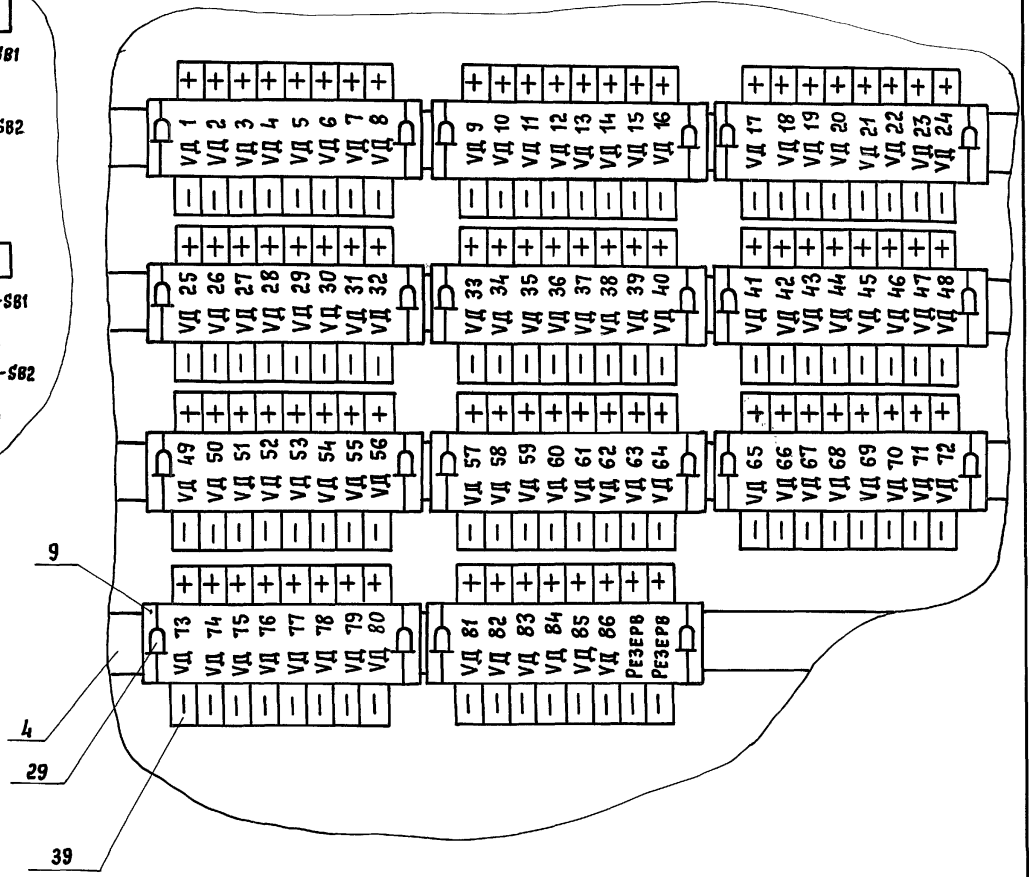 SB1
SB2
-SB1
-SB2
+ + + + + + + +
VД 1 VД 2 VД 3 VД 4 VД 5 VД 6 VД 7 VД 8
- - - - - - - -
+ + + + + + + +
VД 9 VД 10 VД 11 VД 12 VД 13 VД 14 VД 15 VД 16
- - - - - - - -
+ + + + + + + +
VД 17 VД 18 VД 19 VД 20 VД 21 VД 22 VД 23 VД 24
- - - - - - - -
+ + + + + + + +
VД 25 VД 26 VД 27 VД 28 VД 29 VД 30 VД 31 VД 32
- - - - - - - -
+ + + + + + + +
VД 33 VД 34 VД 35 VД 36 VД 37 VД 38 VД 39 VД 40
- - - - - - - -
+ + + + + + + +
VД 41 VД 42 VД 43 VД 44 VД 45 VД 46 VД 47 VД 48
- - - - - - - -
+ + + + + + + +
VД 49 VД 50 VД 51 VД 52 VД 53 VД 54 VД 55 VД 56
- - - - - - - -
+ + + + + + + +
VД 57 VД 58 VД 59 VД 60 VД 61 VД 62 VД 63 VД 64
- - - - - - - -
+ + + + + + + +
VД 65 VД 66 VД 67 VД 68 VД 69 VД 70 VД 71 VД 72
- - - - - - - -
+ + + + + + + +
VД 73 VД 74 VД 75 VД 76 VД 77 VД 78 VД 79 VД 80
- - - - - - - -
+ + + + + + + +
VД 81 VД 82 VД 83 VД 84 VД 85 VД 86 РЕЗЕРВ РЕЗЕРВ
- - - - - - - -
9
4
29
39